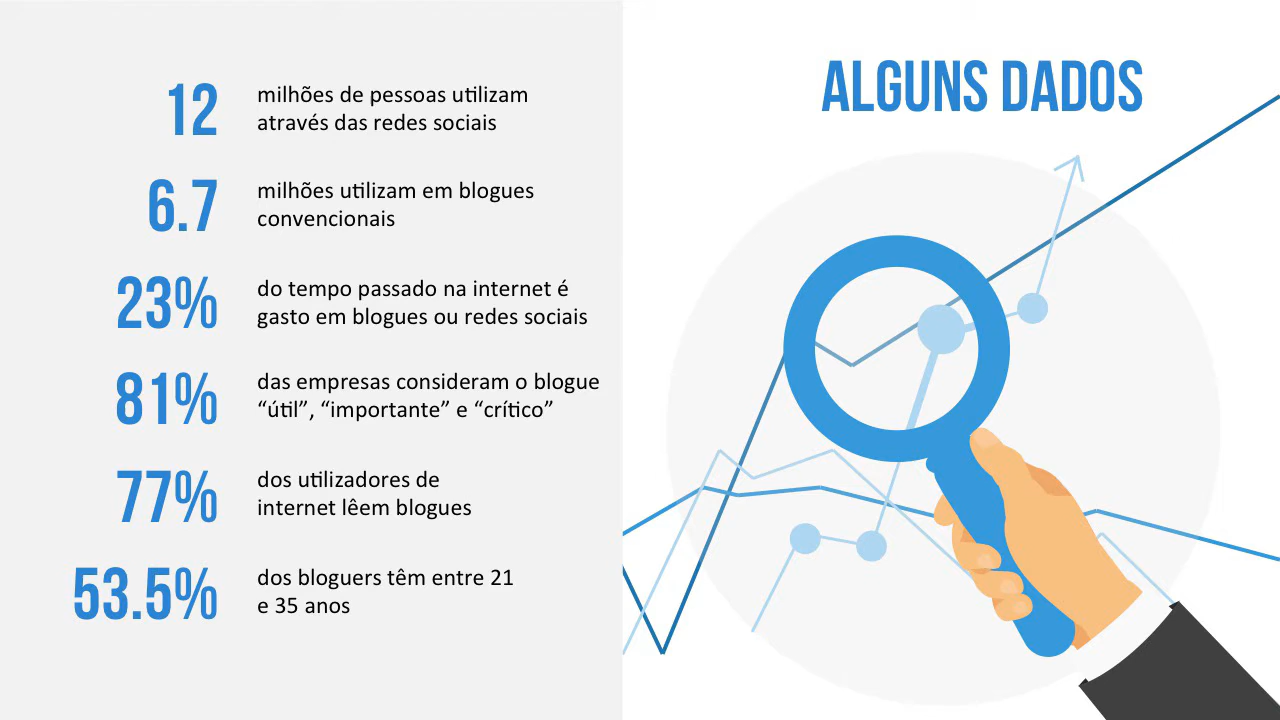 ALGUNS DADOS
12
milhões de pessoas utilizam
através das redes sociais
6.7
milhões utilizam em blogues
convencionais
23%
do tempo passado na internet é
gasto em blogues ou redes sociais
81%
das empresas consideram o blogue
“útil”, “importante” e “crítico”
77%
dos utilizadores de
internet lêem blogues
53.5%
dos bloguers têm entre 21
e 35 anos